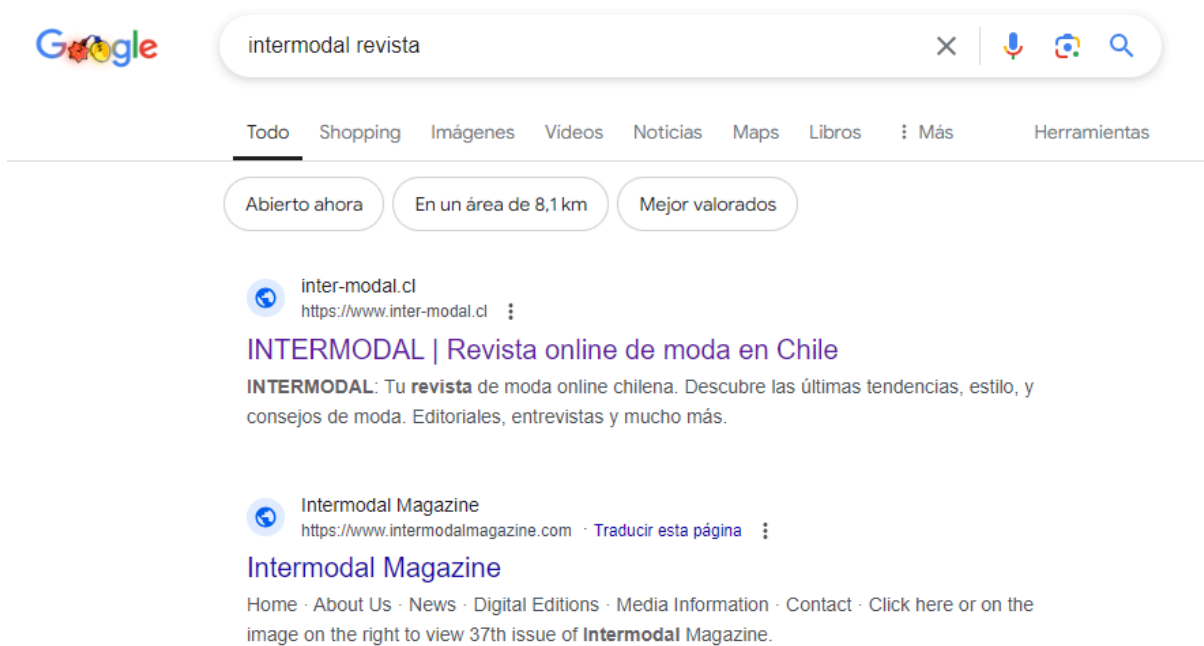 Google
intermodal revista
Todo Shopping Imágenes Vídeos Noticias Maps Libros Más Herramientas
Abierto ahora En un área de 8,1 km Mejor valorados
inter-modal.cl
https://www.inter-modal.cl
INTERMODAL | Revista online de moda en Chile
INTERMODAL: Tu revista de moda online chilena. Descubre las últimas tendencias, estilo, y
consejos de moda. Editoriales, entrevistas y mucho más.
Intermodal Magazine
https://www.intermodalmagazine.com · Traducir esta página
Intermodal Magazine
Home · About Us · News · Digital Editions · Media Information · Contact · Click here or on the
image on the right to view 37th issue of Intermodal Magazine.